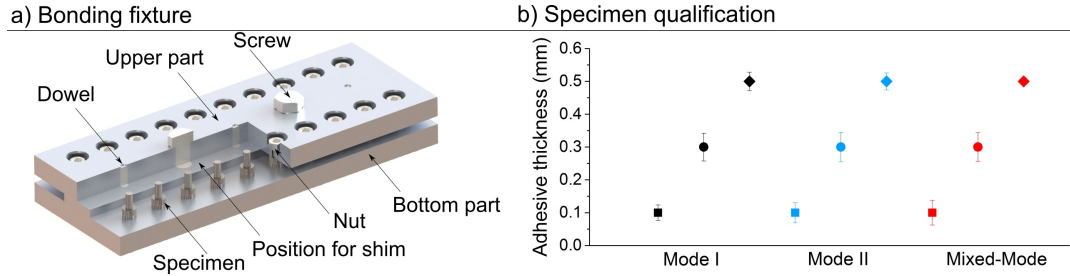 a) Bonding fixture
Screw
Upper part
Dowel
Bottom part
Nut
Position for shim
Specimen
b) Specimen qualification
Adhesive thickness (mm)
0.6
0.5
0.4
0.3
0.2
0.1
0.0
Mode I
Mode II
Mixed-Mode